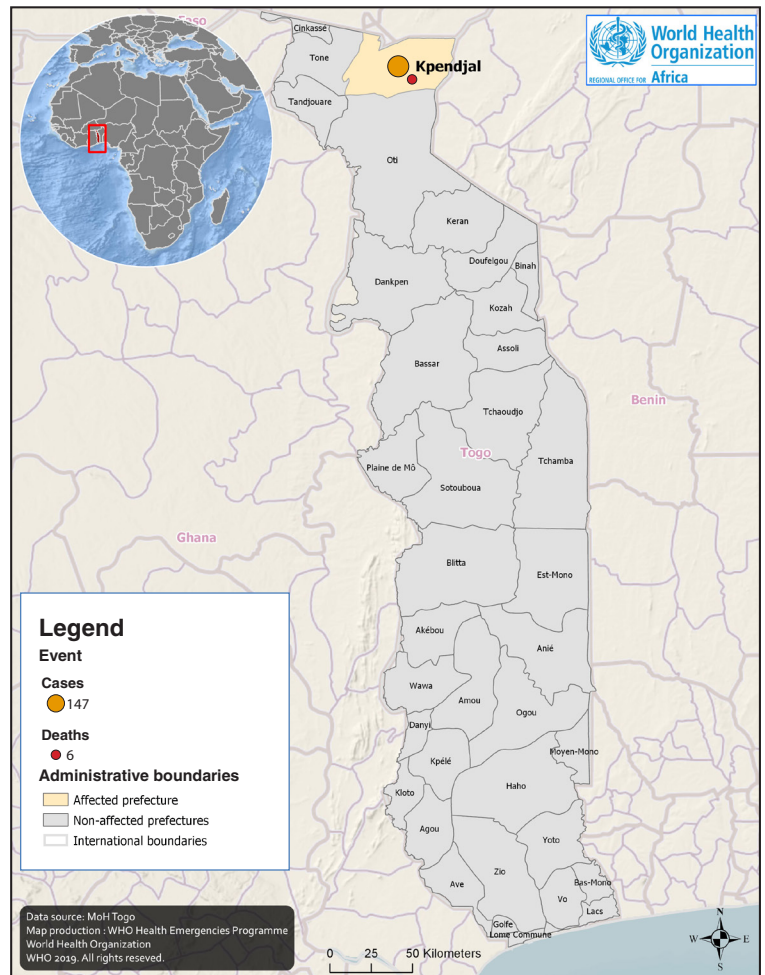 Faso
World Health
Organization
REGIONAL OFFICE FOR Africa
Cinkassé
Tone
Kpendjal
Tandjouare
Oti
Keran
Doufelgou
Binah
Dankpen
Kozah
Assoli
Bassar
Benin
Tchaoudjo
Togo
Tchamba
Plaine de Mô
Sotouboua
Ghana
Blitta
Est-Mono
Akébou
Anié
Wawa
Amou
Ogou
Danyi
Moyen-Mono
Kpélé
Haho
Kloto
Agou
Yoto
Zio
Ave
Bas-Mono
Vo
Lacs
Golfe
Lome Commune
Legend
Event
Cases
147
Deaths
6
Administrative boundaries
Affected prefecture
Non-affected prefectures
International boundaries
Data source: MoH Togo
Map production : WHO Health Emergencies Programme
World Health Organization
WHO 2019. All rights reseved.
0 25 50 Kilometers
N
W E
S